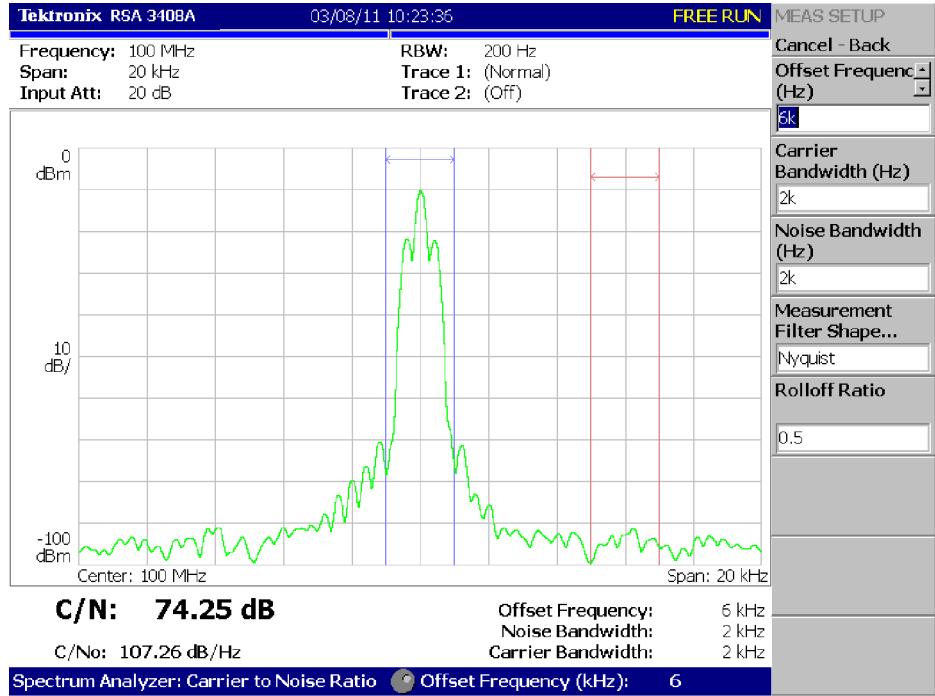 Tektronix RSA 3408A 03/08/11 10:23:36 FREE RUN
Frequency: 100 MHz RBW: 200 Hz
Span: 20 kHz Trace 1: (Normal)
Input Att: 20 dB Trace 2: (Off)
0
dBm
10
dB/
-100
dBm
Center: 100 MHz Span: 20 kHz
C/N: 74.25 dB
C/No: 107.26 dB/Hz
Offset Frequency: 6 kHz
Noise Bandwidth: 2 kHz
Carrier Bandwidth: 2 kHz
Spectrum Analyzer: Carrier to Noise Ratio Offset Frequency (kHz): 6
MEAS SETUP
Cancel - Back
Offset Frequenc
(Hz)
6k
Carrier
Bandwidth (Hz)
2k
Noise Bandwidth
(Hz)
2k
Measurement
Filter Shape...
Nyquist
Rolloff Ratio
0.5